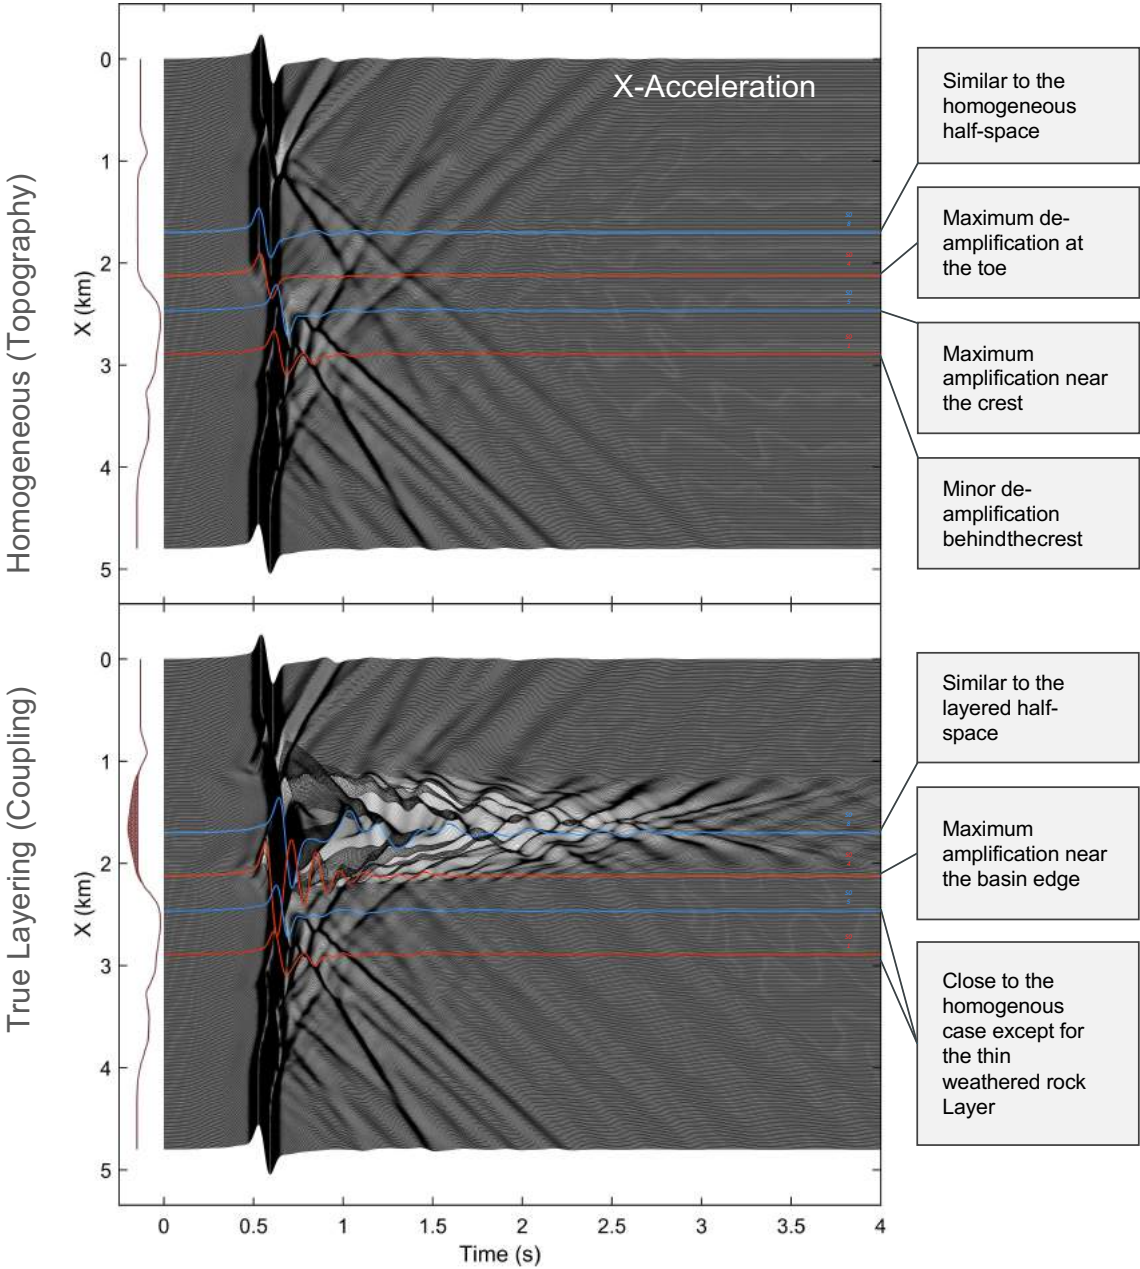 Homogeneous (Topography)
X (km)
0
1
2
3
4
5
X-Acceleration
Similar to the
homogeneous
half-space
Maximum de-
amplification at
the toe
Maximum
amplification near
the crest
Minor de-
amplification
behindthecrest
True Layering (Coupling)
X (km)
0
1
2
3
4
5
Similar to the
layered half-
space
Maximum
amplification near
the basin edge
Close to the
homogenous
case except for
the thin
weathered rock
Layer
0 0.5 1 1.5 2 2.5 3 3.5 4
Time (s)